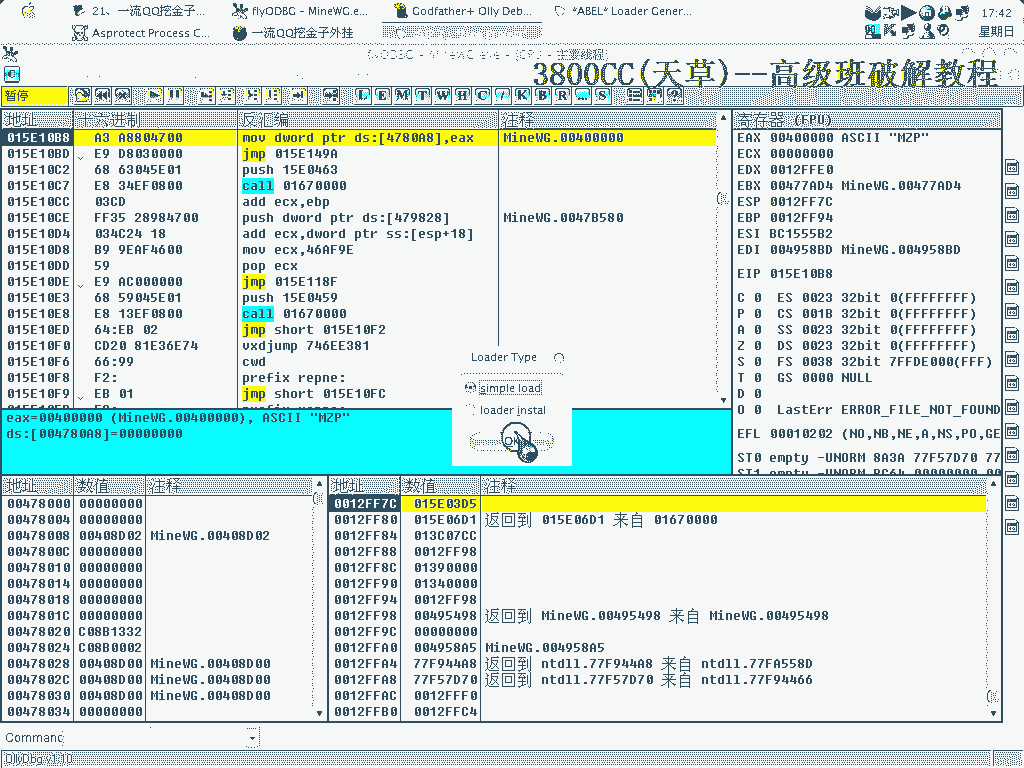 21、一流QQ挖金子...
flyODBG - MineWG.e...
Godfather+ Olly Deb...
*ABEL* Loader Gener...
17:42
Asprotect Process C...
一流QQ挖金子外挂
星期日
3800CC(天草)--高级班破解教程
暂停
L E M T W H C / K B R ... S
地址 十六进制 反汇编 注释
015E10B8 A3 A8804700 mov dword ptr ds:[4780A8],eax MineWG.00400000
015E10BD E9 D8030000 jmp 015E149A
015E10C2 68 63045E01 push 15E0463
015E10C7 E8 34EF0800 call 01670000
015E10CC 03CD add ecx,ebp
015E10CE FF35 28984700 push dword ptr ds:[479828] MineWG.0047B580
015E10D4 034C24 18 add ecx,dword ptr ss:[esp+18]
015E10D8 B9 9EAF4600 mov ecx,46AF9E
015E10DD 59 pop ecx
015E10DE E9 AC000000 jmp 015E118F
015E10E3 68 59045E01 push 15E0459
015E10E8 E8 13EF0800 call 01670000
015E10ED 64:EB 02 jmp short 015E10F2
015E10F0 CD20 81E36E74 vxdjump 746EE381
015E10F6 66:99 cwd
015E10F8 F2: prefix repne:
015E10F9 EB 01 jmp short 015E10FC
寄存器 (FPU)
EAX 00400000 ASCII "MZP"
ECX 00000000
EDX 0012FFE0
EBX 00477AD4 MineWG.00477AD4
ESP 0012FF7C
EBP 0012FF94
ESI BC1555B2
EDI 004958BD MineWG.004958BD
EIP 015E10B8
C 0 ES 0023 32bit 0(FFFFFFFF)
P 0 CS 001B 32bit 0(FFFFFFFF)
A 0 SS 0023 32bit 0(FFFFFFFF)
Z 0 DS 0023 32bit 0(FFFFFFFF)
S 0 FS 0038 32bit 7FFDE000(FFF)
T 0 GS 0000 NULL
D 0
O 0 LastErr ERROR_FILE_NOT_FOUND
EFL 00010202 (NO,NB,NE,A,NS,PO,GE
ST0 empty -UNORM 8A3A 77F57D70 77
Loader Type
simple load
loader instal
OK
eax=00400000 (MineWG.00400000), ASCII "MZP"
ds:[004780A8]=00000000
地址 数值 注释
00478000 00000000
00478004 00000000
00478008 00408D02 MineWG.00408D02
0047800C 00000000
00478010 00000000
00478014 00000000
00478018 00000000
0047801C 00000000
00478020 C08B1332
00478024 C08B0002
00478028 00408D00 MineWG.00408D00
0047802C 00408D00 MineWG.00408D00
00478030 00408D00 MineWG.00408D00
00478034 00000000
地址 数值 注释
0012FF7C 015E03D5
0012FF80 015E06D1 返回到 015E06D1 来自 01670000
0012FF84 013C07CC
0012FF88 0012FF98
0012FF8C 01390000
0012FF90 01340000
0012FF94 0012FF98
0012FF98 00495498 返回到 MineWG.00495498 来自 MineWG.00495498
0012FF9C 00000000
0012FFA0 004958A5 MineWG.004958A5
0012FFA4 77F944A8 返回到 ntdll.77F944A8 来自 ntdll.77FA558D
0012FFA8 77F57D70 返回到 ntdll.77F57D70 来自 ntdll.77F94466
0012FFAC 0012FFF0
0012FFB0 0012FFC4
Command
OllyDbg v1.10